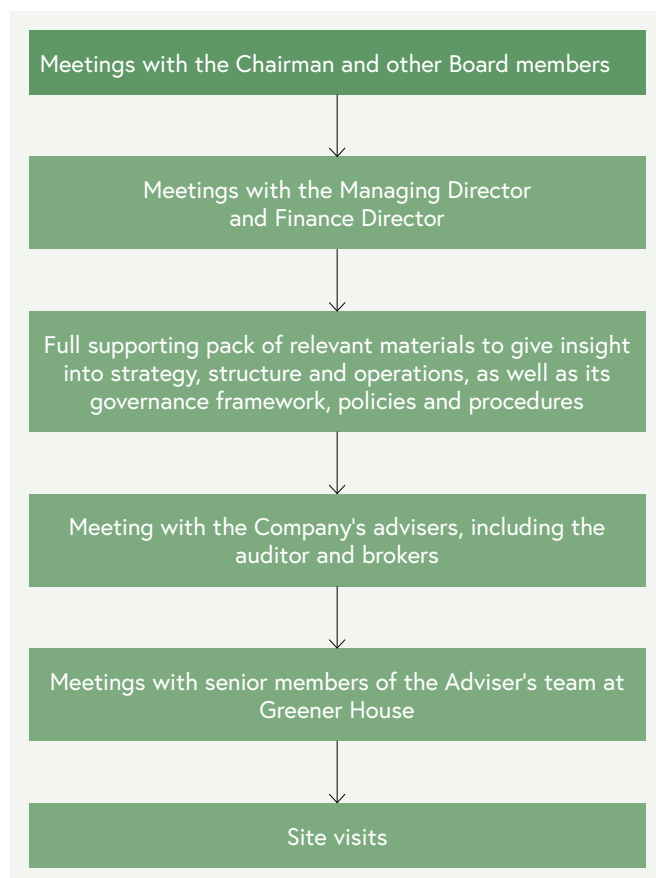 Meetings with the Chairman and other Board members
Meetings with the Managing Director
and Finance Director
Full supporting pack of relevant materials to give insight
into strategy, structure and operations, as well as its
governance framework, policies and procedures
Meeting with the Company's advisers, including the
auditor and brokers
Meetings with senior members of the Adviser's team at
Greener House
Site visits